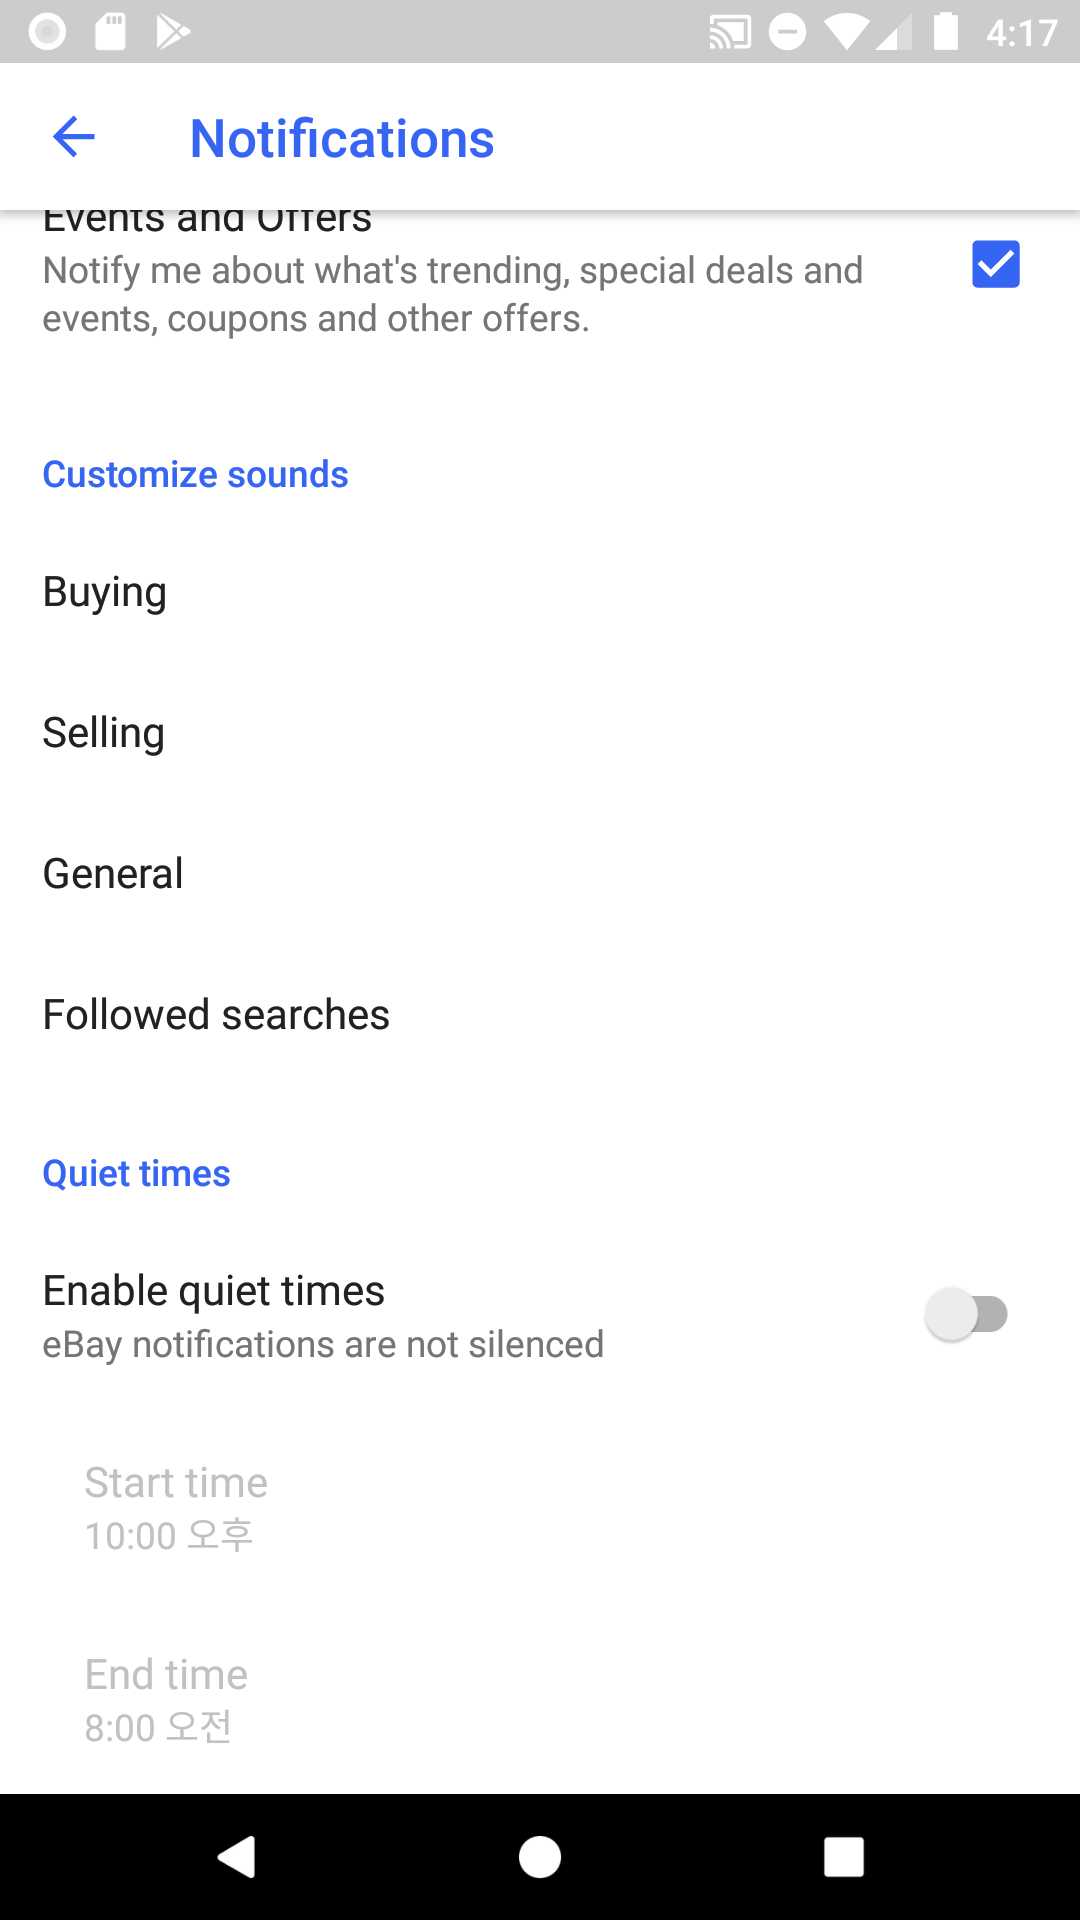 4:17
Notifications
Events and Offers
Notify me about what's trending, special deals and
events, coupons and other offers.
Customize sounds
Buying
Selling
General
Followed searches
Quiet times
Enable quiet times
eBay notifications are not silenced
Start time
10:00 오후
End time
8:00 오전